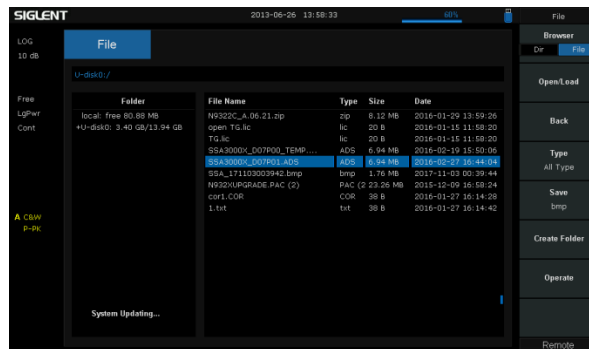 SIGLENT 2013-06-26 13:58:33 60% File
LOG
10 dB
Free
LgPwr
Cont
A C&W
P-PK
File
U-disk0:/
Folder
local: free 80.88 MB
+U-disk0: 3.40 GB/13.94 GB
System Updating...
File Name Type Size Date
N9322C_A.06.21.zip zip 8.12 MB 2016-01-29 13:59:26
open TG.lic lic 20 B 2016-01-15 11:58:20
TG.lic lic 20 B 2016-01-15 11:58:20
SSA3000X_D07P00_TEMP.... ADS 6.94 MB 2016-02-19 15:50:06
SSA3000X_D07P01.ADS ADS 6.94 MB 2016-02-27 16:44:04
SSA_171103003942.bmp bmp 1.76 MB 2017-11-03 00:39:44
N932XUPGRADE.PAC (2) PAC (2 23.26 MB 2015-12-09 16:58:24
cor1.COR COR 38 B 2016-01-27 16:14:28
1.txt txt 38 B 2016-01-27 16:14:42
Browser
Dir File
Open/Load
Back
Type
All Type
Save
bmp
Create Folder
Operate
Remote